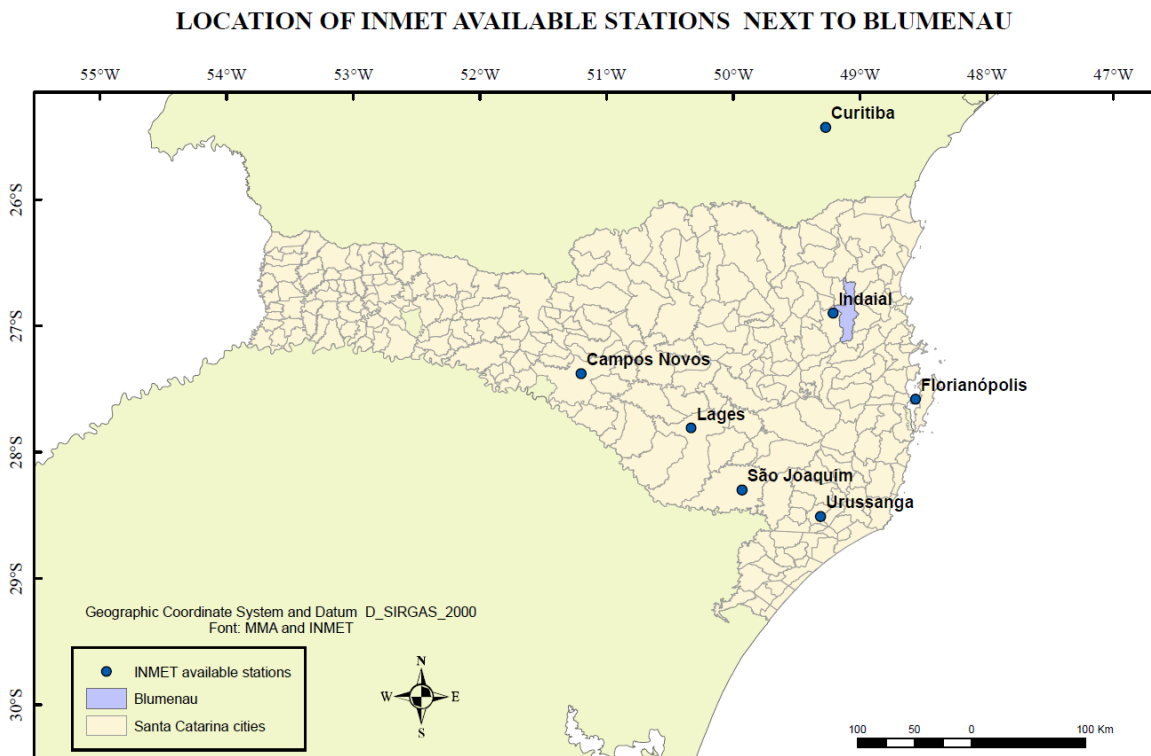 LOCATION OF INMET AVAILABLE STATIONS NEXT TO BLUMENAU
55°W 54°W 53°W 52°W 51°W 50°W 49°W 48°W 47°W
Curitiba
26°S
Indaial
27°S
Campos Novos
Florianópolis
Lages
28°S
São Joaquim
Urussanga
29°S
Geographic Coordinate System and Datum D_SIRGAS_2000
Font: MMA and INMET
INMET available stations
Blumenau
Santa Catarina cities
N
W E
S
30°S
100 50 0 100 Km